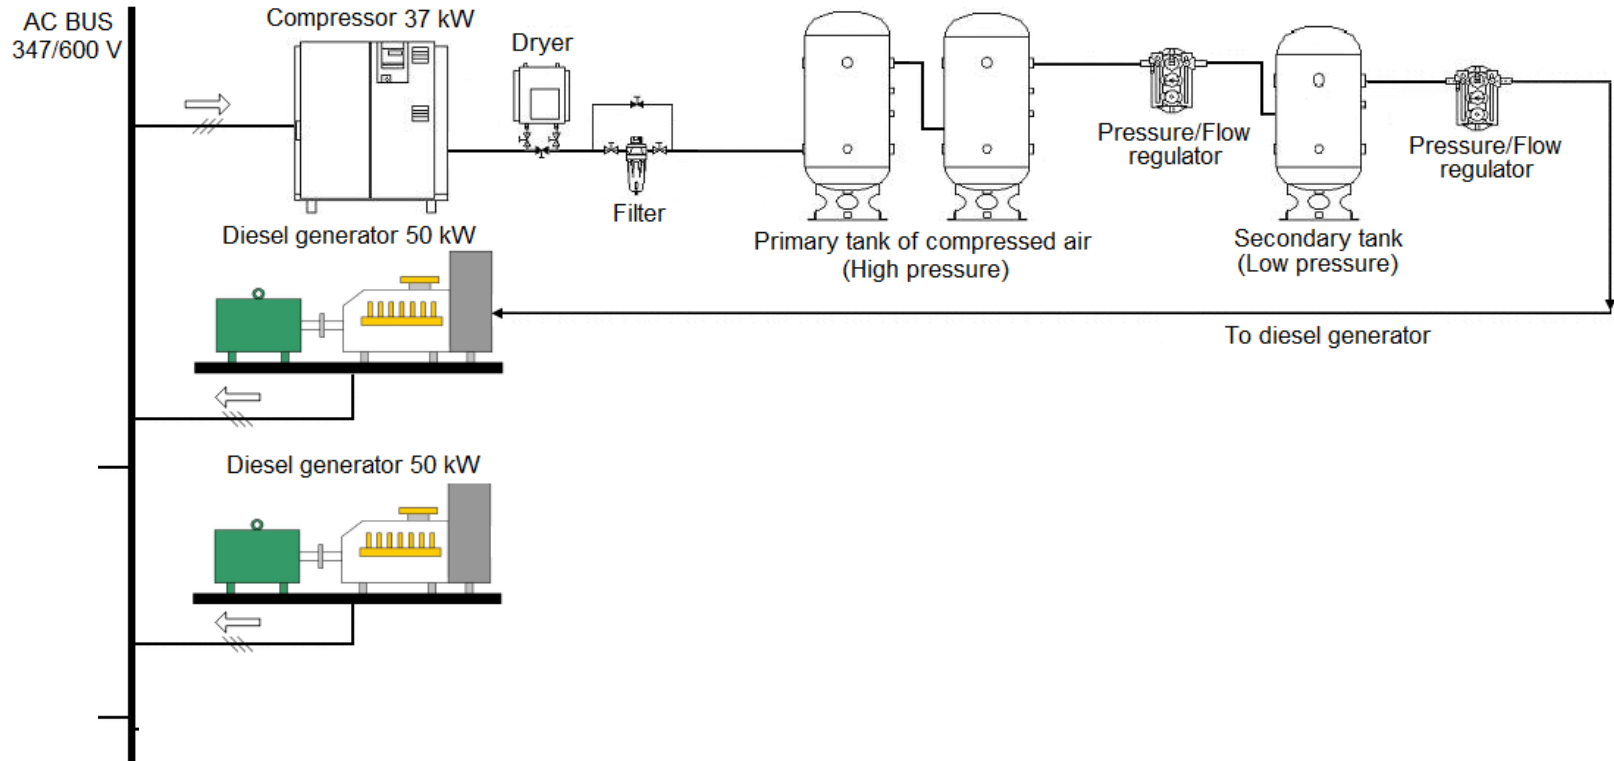 AC BUS
347/600 V
Compressor 37 kW
Dryer
Filter
Primary tank of compressed air
(High pressure)
Pressure/Flow
regulator
Secondary tank
(Low pressure)
Pressure/Flow
regulator
Diesel generator 50 kW
To diesel generator
Diesel generator 50 kW